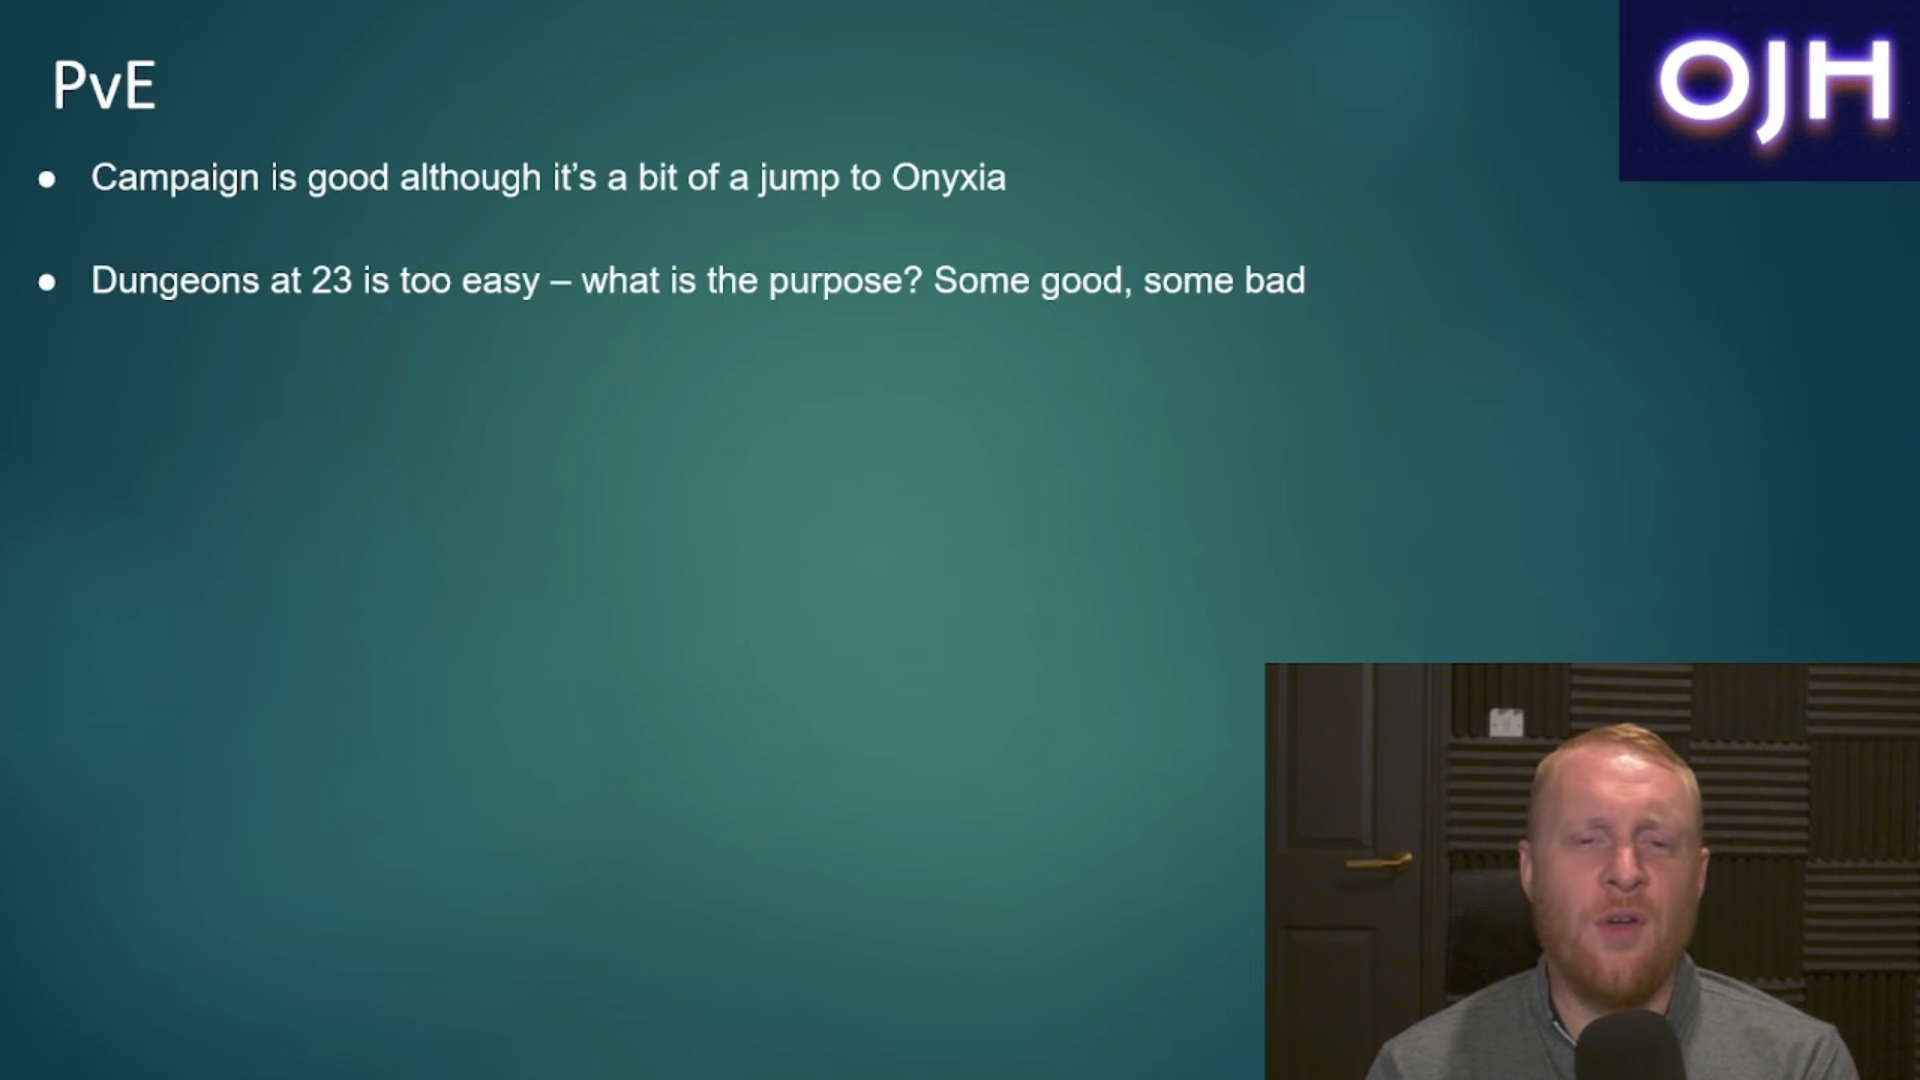 PvE
OJH
• Campaign is good although it’s a bit of a jump to Onyxia
• Dungeons at 23 is too easy – what is the purpose? Some good, some bad